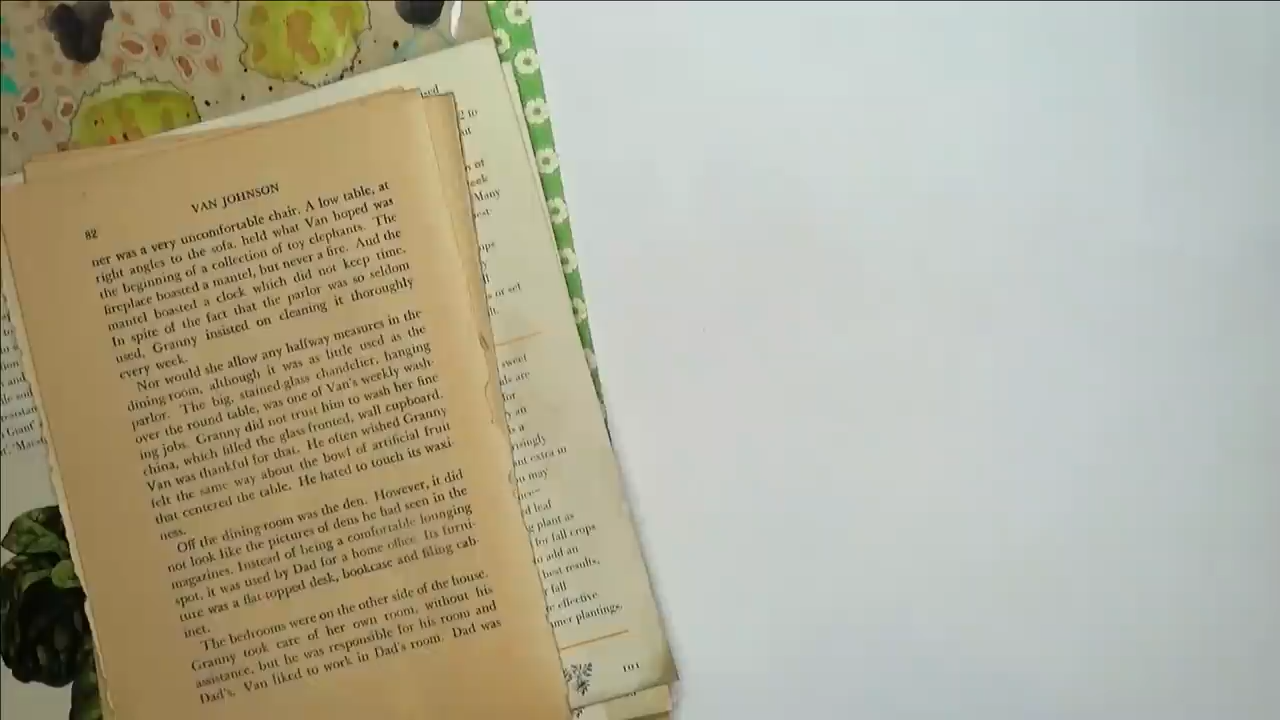 VAN JOHNSON
82
ner was a very uncomfortable chair. A low table, at
right angles to the sofa, held what Van hoped was
the beginning of a collection of toy elephants. The
fireplace boasted a mantel, but never a fire. And the
mantel boasted a clock which did not keep time.
In spite of the fact that the parlor was so seldom
used, Granny insisted on cleaning it thoroughly
every week.
Nor would she allow any halfway measures in the
dining-room, although it was as little used as the
parlor. The big, stained-glass chandelier, hanging
over the round table, was one of Van's weekly wash-
ing jobs. Granny did not trust him to wash her fine
china, which filled the glass fronted, wall cupboard.
Van was thankful for that. He often wished Granny
felt the same way about the bowl of artificial fruit
that centered the table. He hated to touch its waxi-
ness.
Off the dining-room was the den. However, it did
not look like the pictures of dens he had seen in the
magazines. Instead of being a comfortable lounging
spot, it was used by Dad for a home office. Its furni-
ture was a flat-topped desk, bookcase and filing cab-
inet.
The bedrooms were on the other side of the house.
Granny took care of her own room, without his
assistance, but he was responsible for his room and
Dad's. Van liked to work in Dad's room. Dad was
2 to
of
Many
or set
sweet
are
an
a
extra in
may
leaf
plant as
for fall crops
to add an
best results,
fall
effective
plantings.
101